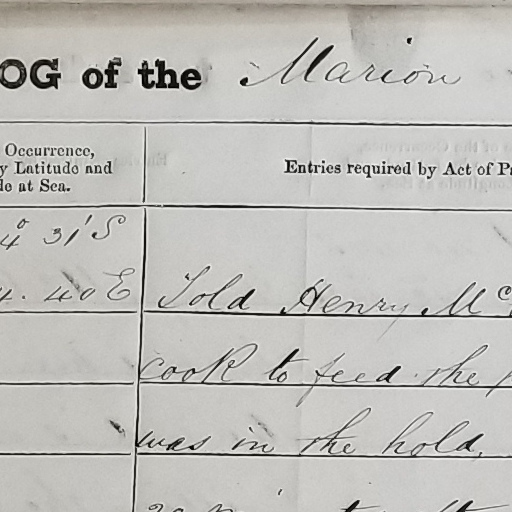 OG of the Marion
Occurrence,
y Latitude and
de at Sea.
Entries required by Act of Pa
4° 31' S
4. 40 E Told Henry Mc
cook to feed the p
was in the hold,